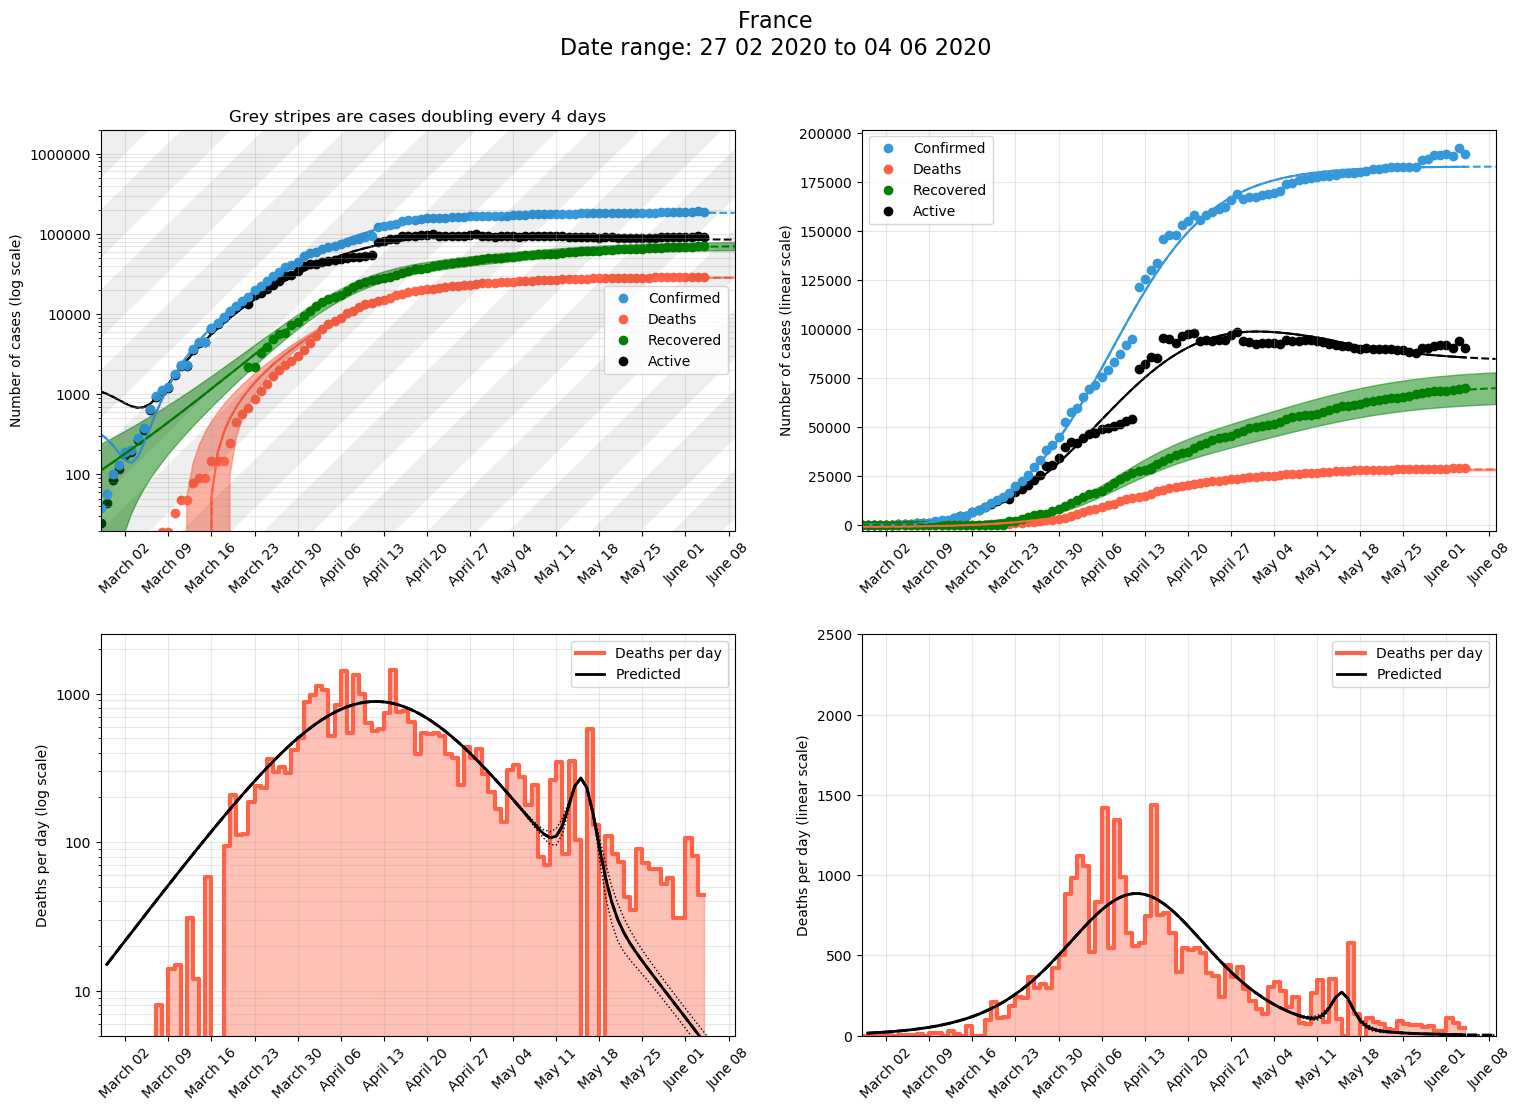 France
Date range: 27 02 2020 to 04 06 2020
Grey stripes are cases doubling every 4 days
Number of cases (log scale)
1000000
100000
10000
1000
100
Confirmed
Deaths
Recovered
Active
March 02
March 09
March 16
March 23
March 30
April 06
April 13
April 20
April 27
May 04
May 11
May 18
May 25
June 01
June 08
Number of cases (linear scale)
200000
175000
150000
125000
100000
75000
50000
25000
0
Confirmed
Deaths
Recovered
Active
March 02
March 09
March 16
March 23
March 30
April 06
April 13
April 20
April 27
May 04
May 11
May 18
May 25
June 01
June 08
Deaths per day (log scale)
1000
100
10
Deaths per day
Predicted
March 02
March 09
March 16
March 23
March 30
April 06
April 13
April 20
April 27
May 04
May 11
May 18
May 25
June 01
June 08
Deaths per day (linear scale)
2500
2000
1500
1000
500
0
Deaths per day
Predicted
March 02
March 09
March 16
March 23
March 30
April 06
April 13
April 20
April 27
May 04
May 11
May 18
May 25
June 01
June 08